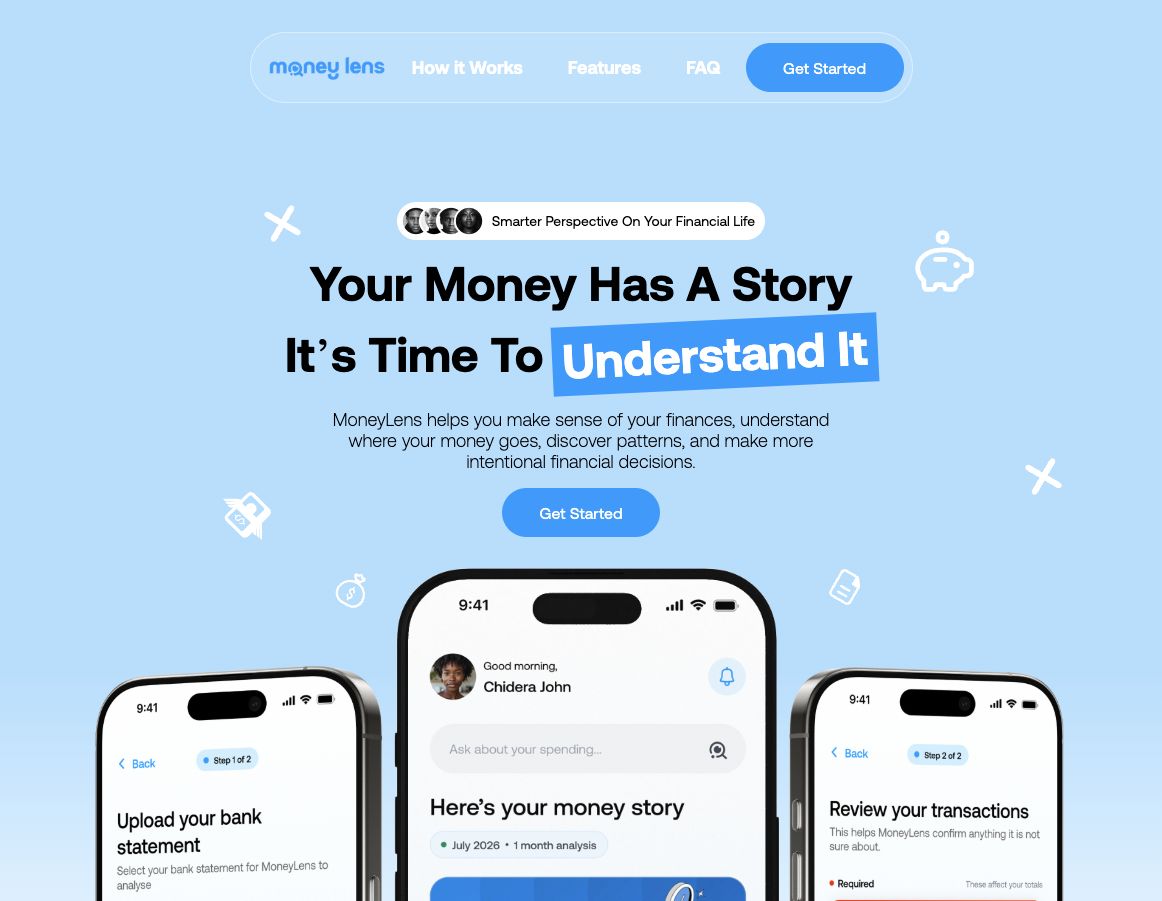 money lens
How it Works
Features
FAQ
Get Started
Smarter Perspective On Your Financial Life
Your Money Has A Story
It’s Time To Understand It
MoneyLens helps you make sense of your finances, understand
where your money goes, discover patterns, and make more
intentional financial decisions.
Get Started
9:41
Back
Step 1 of 2
Upload your bank
statement
Select your bank statement for MoneyLens to
analyse
9:41
Good morning,
Chidera John
Ask about your spending...
Here’s your money story
July 2026 • 1 month analysis
9:41
Back
Step 2 of 2
Review your transactions
This helps MoneyLens confirm anything it is not
sure about.
Required
These affect your totals